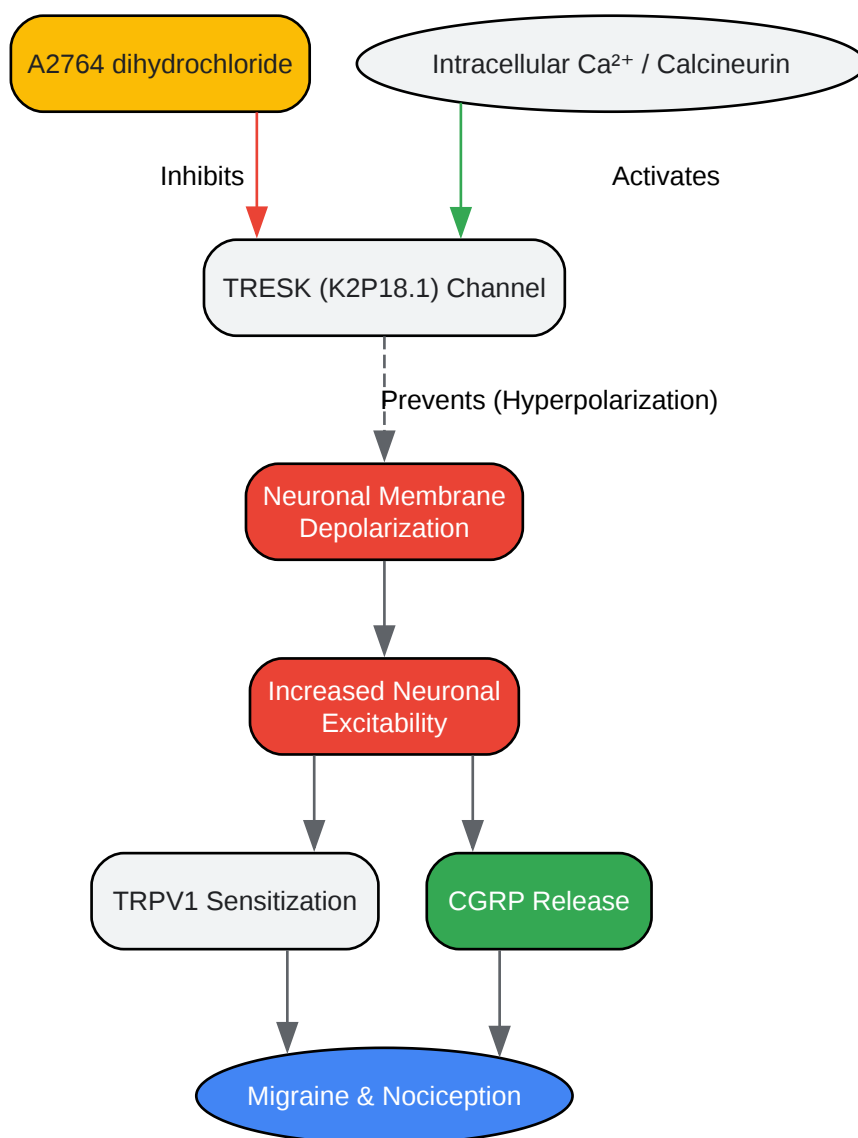 A2764 dihydrochloride
Intracellular Ca²⁺ / Calcineurin
Inhibits
Activates
TRESK (K2P18.1) Channel
Prevents (Hyperpolarization)
Neuronal Membrane
Depolarization
Increased Neuronal
Excitability
TRPV1 Sensitization
CGRP Release
Migraine & Nociception